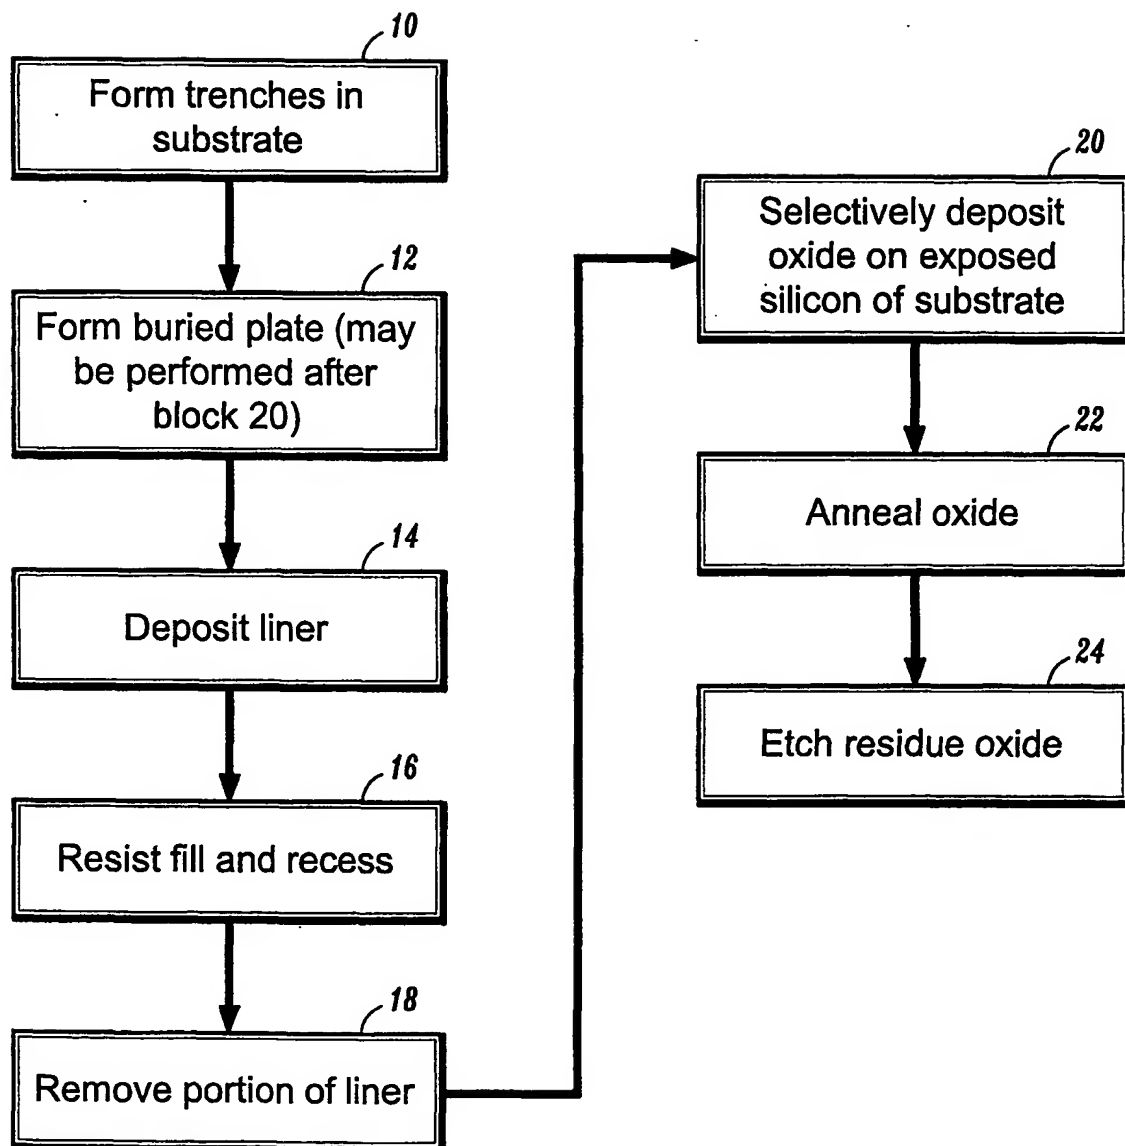 10
Form trenches in
substrate
12
Form buried plate (may
be performed after
block 20)
14
Deposit liner
16
Resist fill and recess
18
Remove portion of liner
20
Selectively deposit
oxide on exposed
silicon of substrate
22
Anneal oxide
24
Etch residue oxide